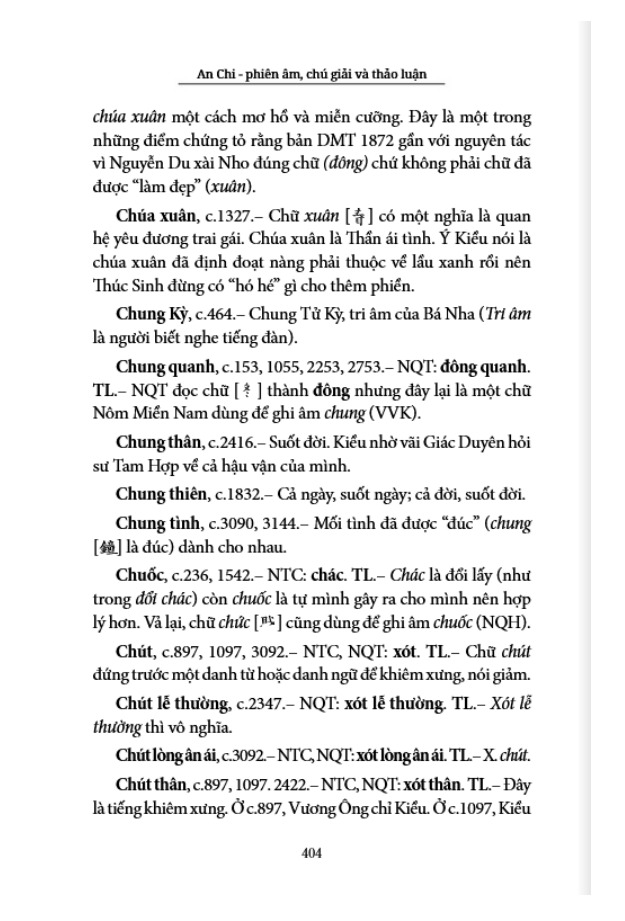 An Chi - phiên âm, chú giải và thảo luận
chúa xuân một cách mơ hồ và miễn cưỡng. Đây là một trong
những điểm chứng tỏ rằng bản DMT 1872 gần với nguyên tác
vì Nguyễn Du xài Nho đúng chữ (đông) chứ không phải chữ đã
được “làm đẹp” (xuân).
Chúa xuân, c.1327.– Chữ xuân [ ] có một nghĩa là quan
hệ yêu đương trai gái. Chúa xuân là Thần ái tình. Ý Kiều nói là
chúa xuân đã định đoạt nàng phải thuộc về lầu xanh rồi nên
Thúc Sinh đừng có “hó hé” gì cho thêm phiền.
Chung Kỳ, c.464.– Chung Tử Kỳ, tri âm của Bá Nha (Tri âm
là người biết nghe tiếng đàn).
Chung quanh, c.153, 1055, 2253, 2753.– NQT: đông quanh.
TL.– NQT đọc chữ [ ] thành đông nhưng đây lại là một chữ
Nôm Miền Nam dùng để ghi âm chung (VVK).
Chung thân, c.2416.– Suốt đời. Kiều nhờ vãi Giác Duyên hỏi
sư Tam Hợp về cả hậu vận của mình.
Chung thiên, c.1832.– Cả ngày, suốt ngày; cả đời, suốt đời.
Chung tình, c.3090, 3144.– Mối tình đã được “đúc” (chung
[鐘] là đúc) dành cho nhau.
Chuốc, c.236, 1542.– NTC: chác. TL.– Chác là đổi lấy (như
trong đổi chác) còn chuốc là tự mình gây ra cho mình nên hợp
lý hơn. Vả lại, chữ chức [ ] cũng dùng để ghi âm chuốc (NQH).
Chút, c.897, 1097, 3092.– NTC, NQT: xót. TL.– Chữ chút
đứng trước một danh từ hoặc danh ngữ để khiêm xưng, nói giảm.
Chút lễ thường, c.2347.– NQT: xót lễ thường. TL.– Xót lễ
thường thì vô nghĩa.
Chút lòng ân ái, c.3092.– NTC, NQT: xót lòng ân ái. TL.– X. chút.
Chút thân, c.897, 1097. 2422.– NTC, NQT: xót thân. TL.– Đây
là tiếng khiêm xưng. Ở c.897, Vương Ông chỉ Kiều. Ở c.1097, Kiều
404